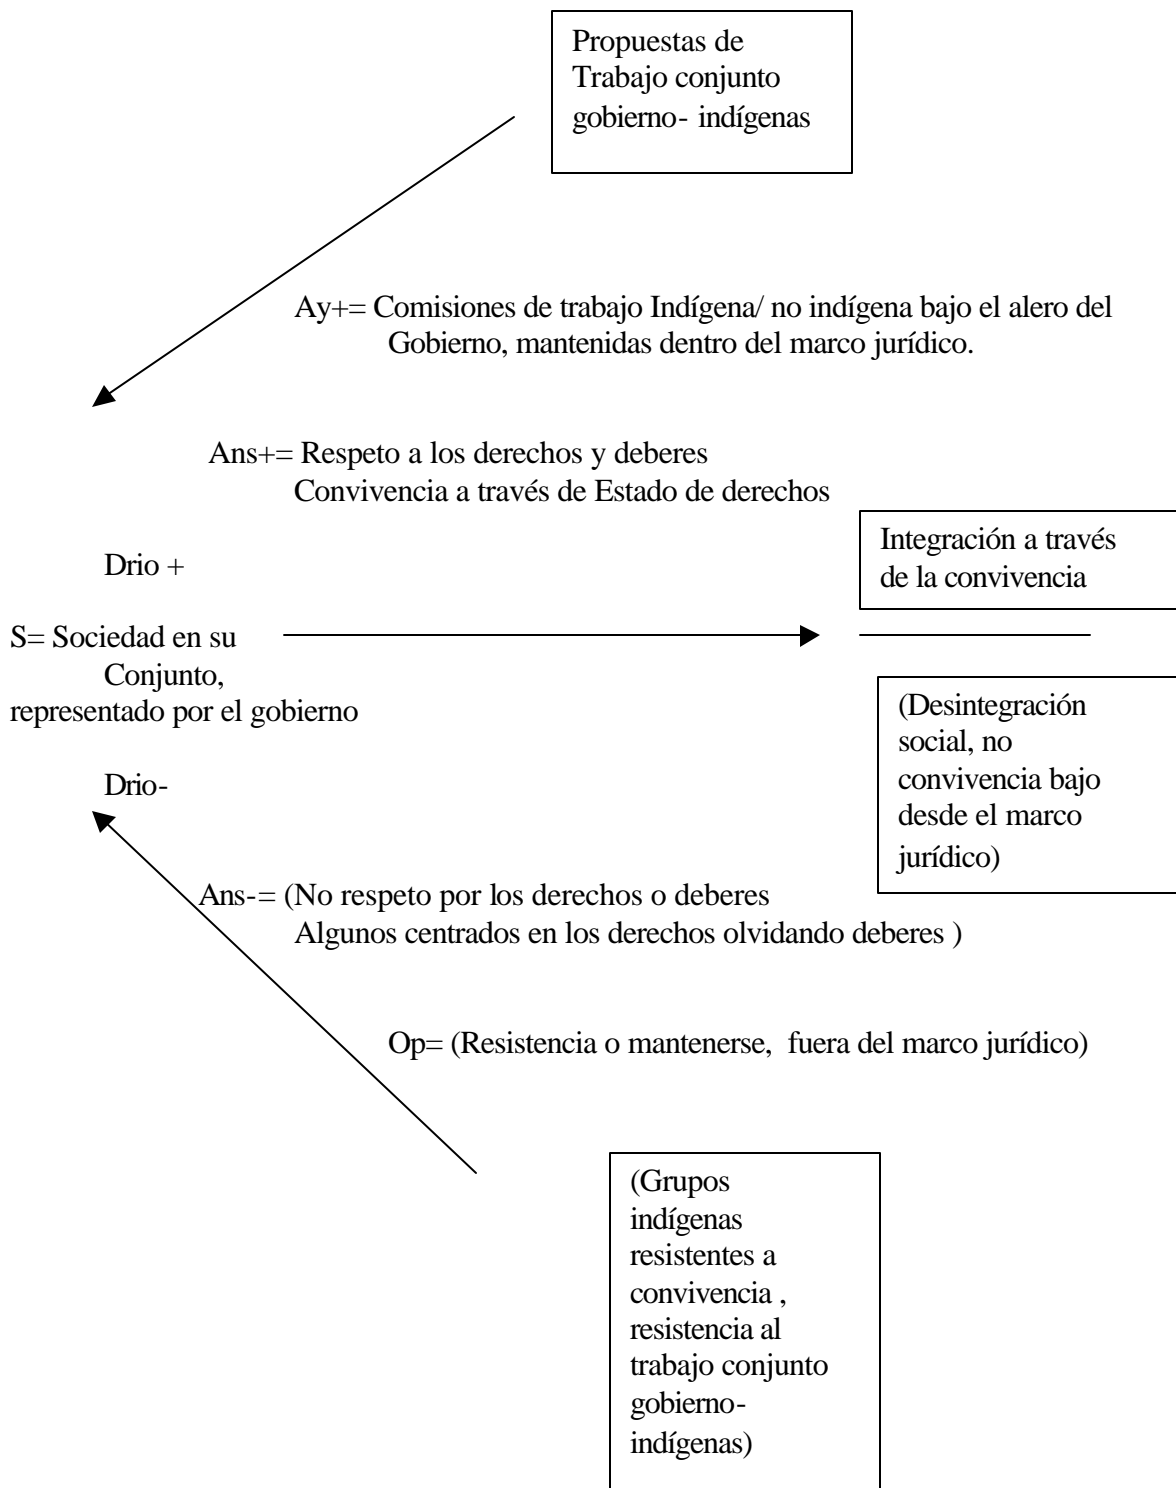 Propuestas de
Trabajo conjunto
gobierno- indígenas
Ay+= Comisiones de trabajo Indígena/ no indígena bajo el alero del
Gobierno, mantenidas dentro del marco jurídico.
Ans+= Respeto a los derechos y deberes
Convivencia a través de Estado de derechos
Integración a través
de la convivencia
Drio +
S= Sociedad en su
Conjunto,
representado por el gobierno
(Desintegración
social, no
convivencia bajo
desde el marco
jurídico)
Drio-
Ans-= (No respeto por los derechos o deberes
Algunos centrados en los derechos olvidando deberes )
Op= (Resistencia o mantenerse, fuera del marco jurídico)
(Grupos
indígenas
resistentes a
convivencia ,
resistencia al
trabajo conjunto
gobierno-
indígenas)